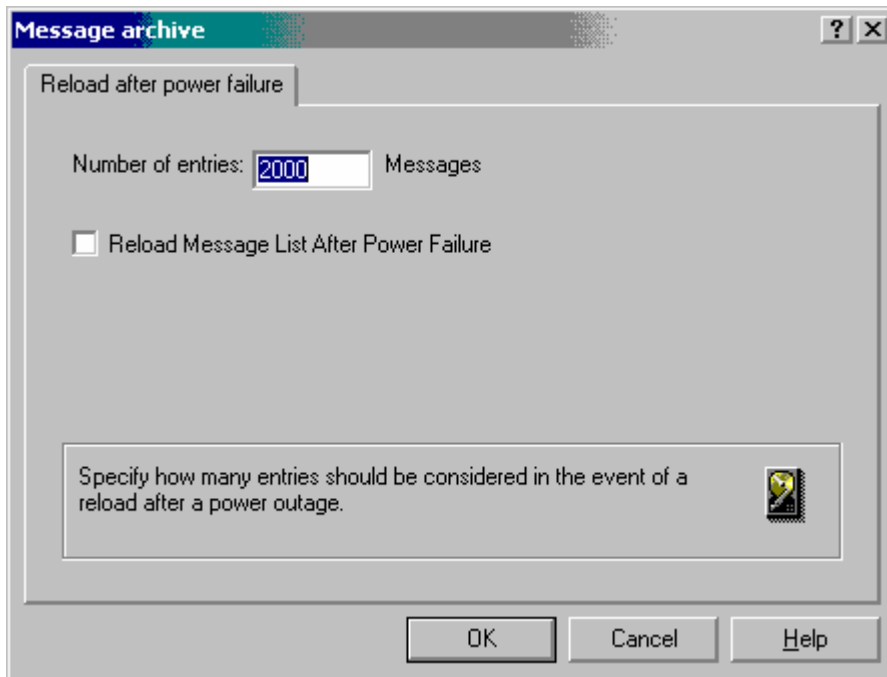 Message archive
Reload after power failure
Number of entries: 2000 Messages
Reload Message List After Power Failure
Specify how many entries should be considered in the event of a
reload after a power outage.
OK Cancel Help